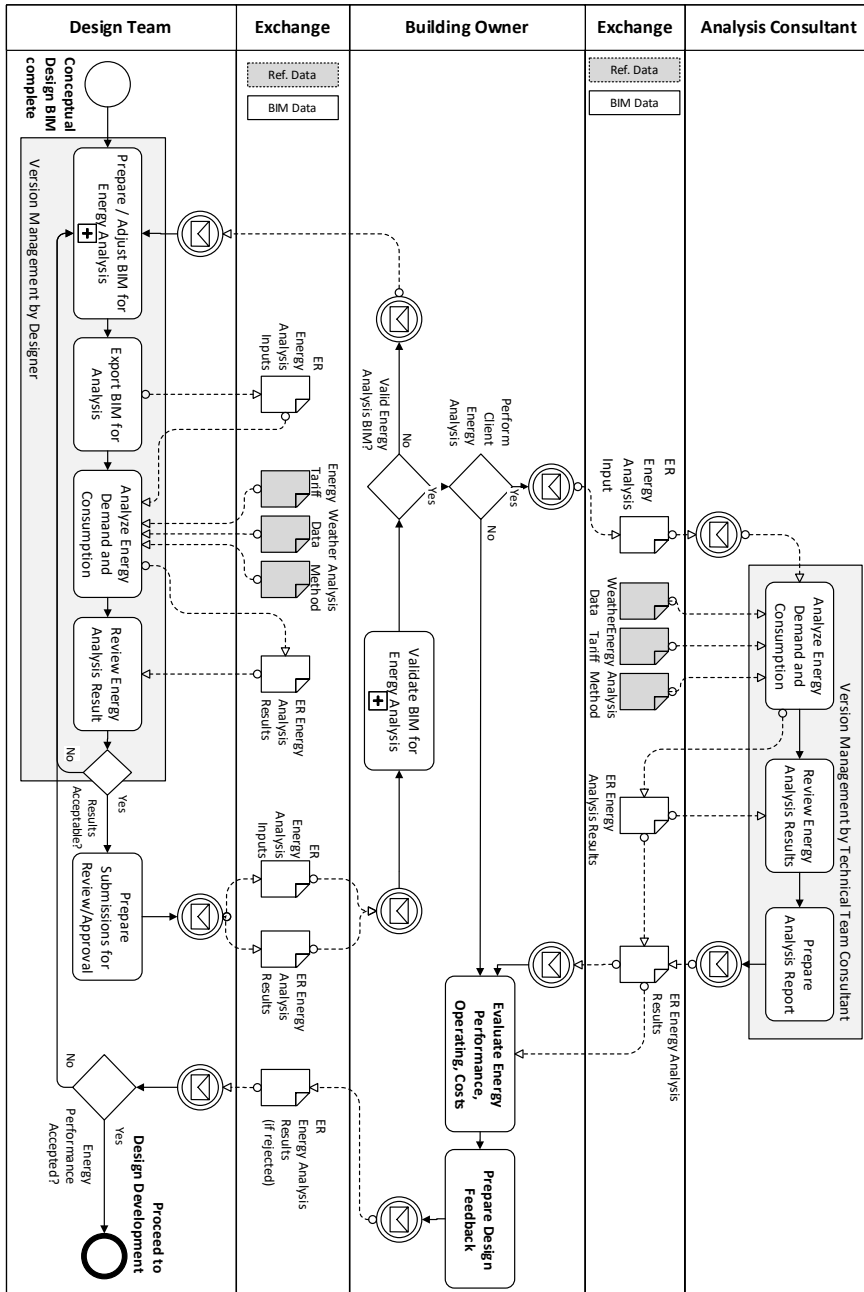 Design Team
Exchange
Building Owner
Exchange
Analysis Consultant
Ref. Data
BIM Data
Ref. Data
BIM Data
Conceptual
Design BIM
complete
Version Management by Designer
Prepare / Adjust BIM for
Energy Analysis
Export BIM for
Analysis
Analyze Energy
Demand and
Consumption
Review Energy
Analysis Result
Results
Acceptable?
Yes
No
Prepare
Submissions for
Review/Approval
Energy
Performance
Accepted?
Yes
No
Proceed to
Design Development
ER
Energy
Analysis
Inputs
Energy
Tariff
Weather
Data
Analysis
Method
ER Energy
Analysis
Results
ER
Energy
Analysis
Inputs
ER Energy
Analysis
Results
ER
Energy Analysis
Results
(if rejected)
Valid Energy
Analysis BIM?
No
Yes
Perform
Client
Energy
Analysis
Yes
No
Validate BIM for
Energy Analysis
Evaluate Energy
Performance,
Operating, Costs
Prepare Design
Feedback
ER
Energy
Analysis
Input
Weather
Data
Energy
Tariff
Analysis
Method
ER Energy
Analysis Results
ER Energy Analysis
Results
Version Management by Technical Team Consultant
Analyze Energy
Demand and
Consumption
Review Energy
Analysis Results
Prepare
Analysis Report